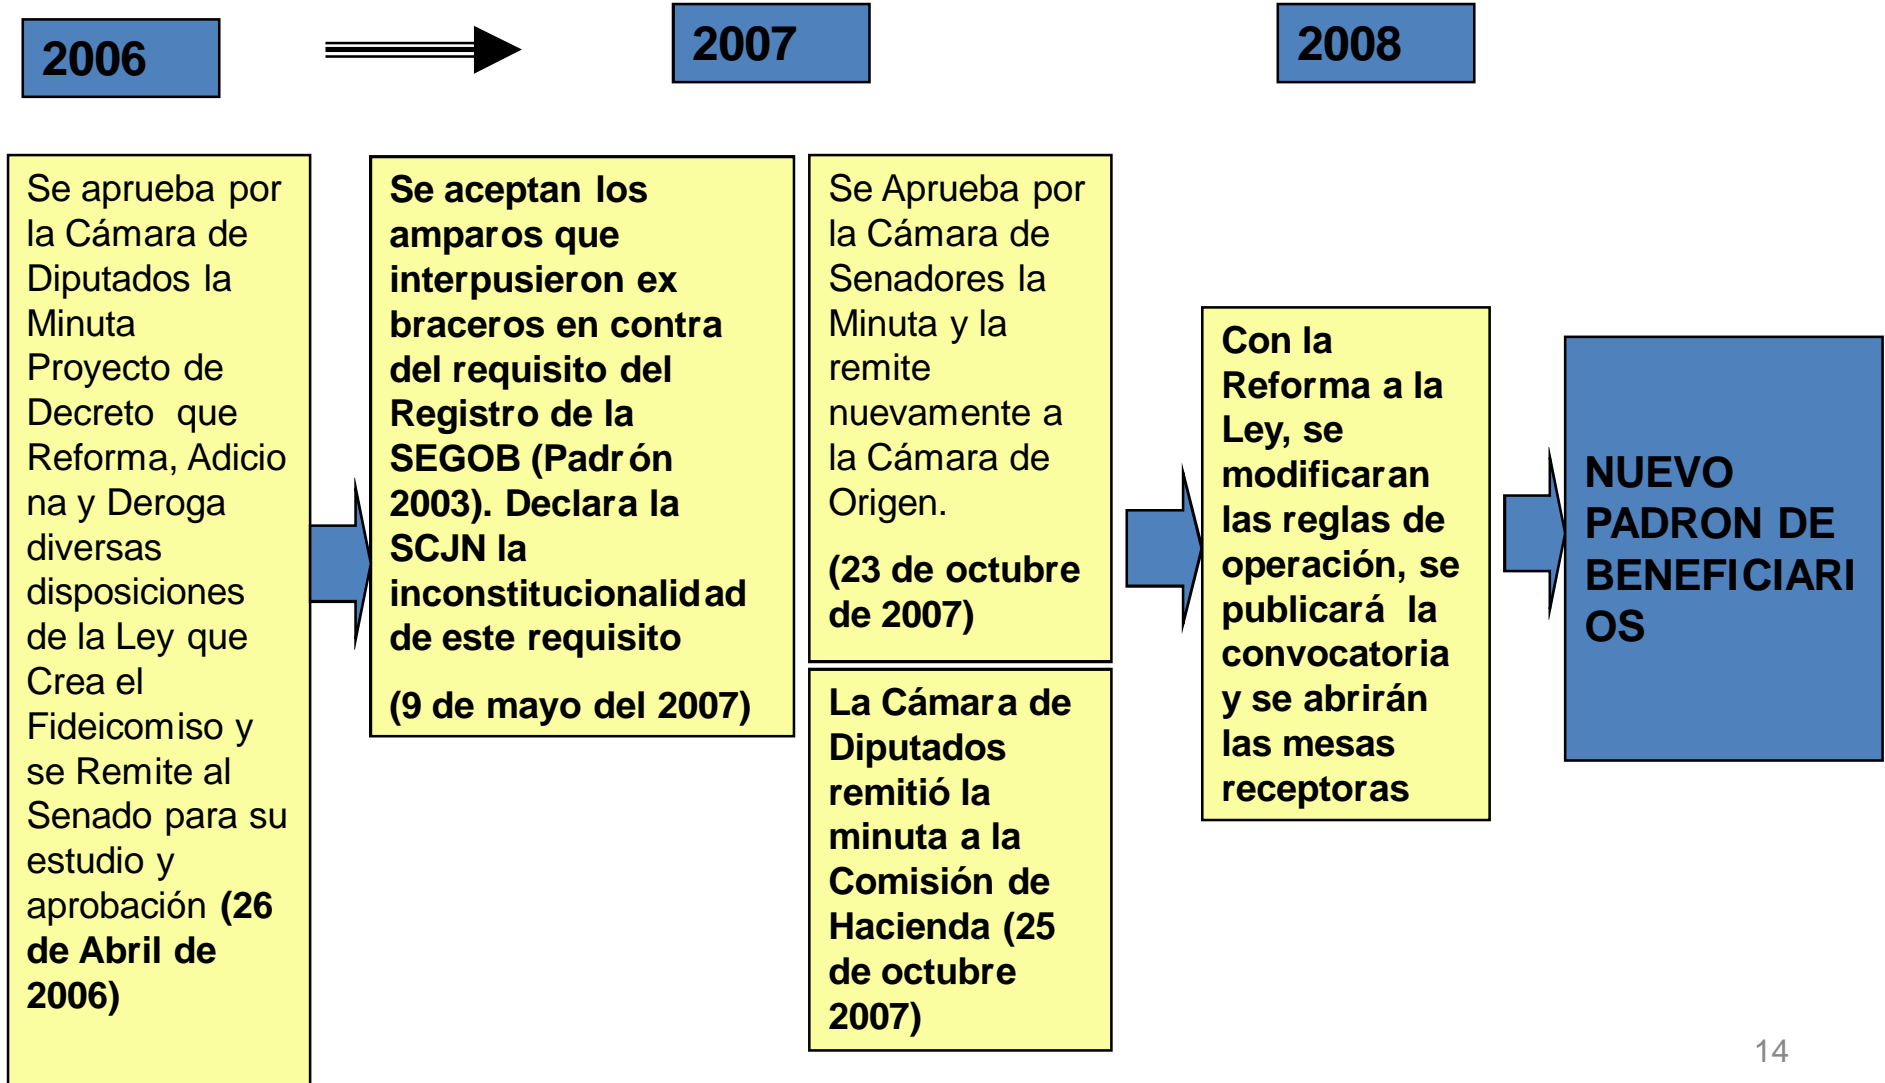 2006
2007
2008
Se aprueba por
la Cámara de
Diputados la
Minuta
Proyecto de
Decreto que
Reforma, Adicio
na y Deroga
diversas
disposiciones
de la Ley que
Crea el
Fideicomiso y
se Remite al
Senado para su
estudio y
aprobación (26
de Abril de
2006)
Se aceptan los
amparos que
interpusieron ex
braceros en contra
del requisito del
Registro de la
SEGOB (Padrón
2003). Declara la
SCJN la
inconstitucionalidad
de este requisito
(9 de mayo del 2007)
Se Aprueba por
la Cámara de
Senadores la
Minuta y la
remite
nuevamente a
la Cámara de
Origen.
(23 de octubre
de 2007)
La Cámara de
Diputados
remitió la
minuta a la
Comisión de
Hacienda (25
de octubre
2007)
Con la
Reforma a la
Ley, se
modificaran
las reglas de
operación, se
publicará la
convocatoria
y se abrirán
las mesas
receptoras
NUEVO
PADRON DE
BENEFICIARI
OS
14